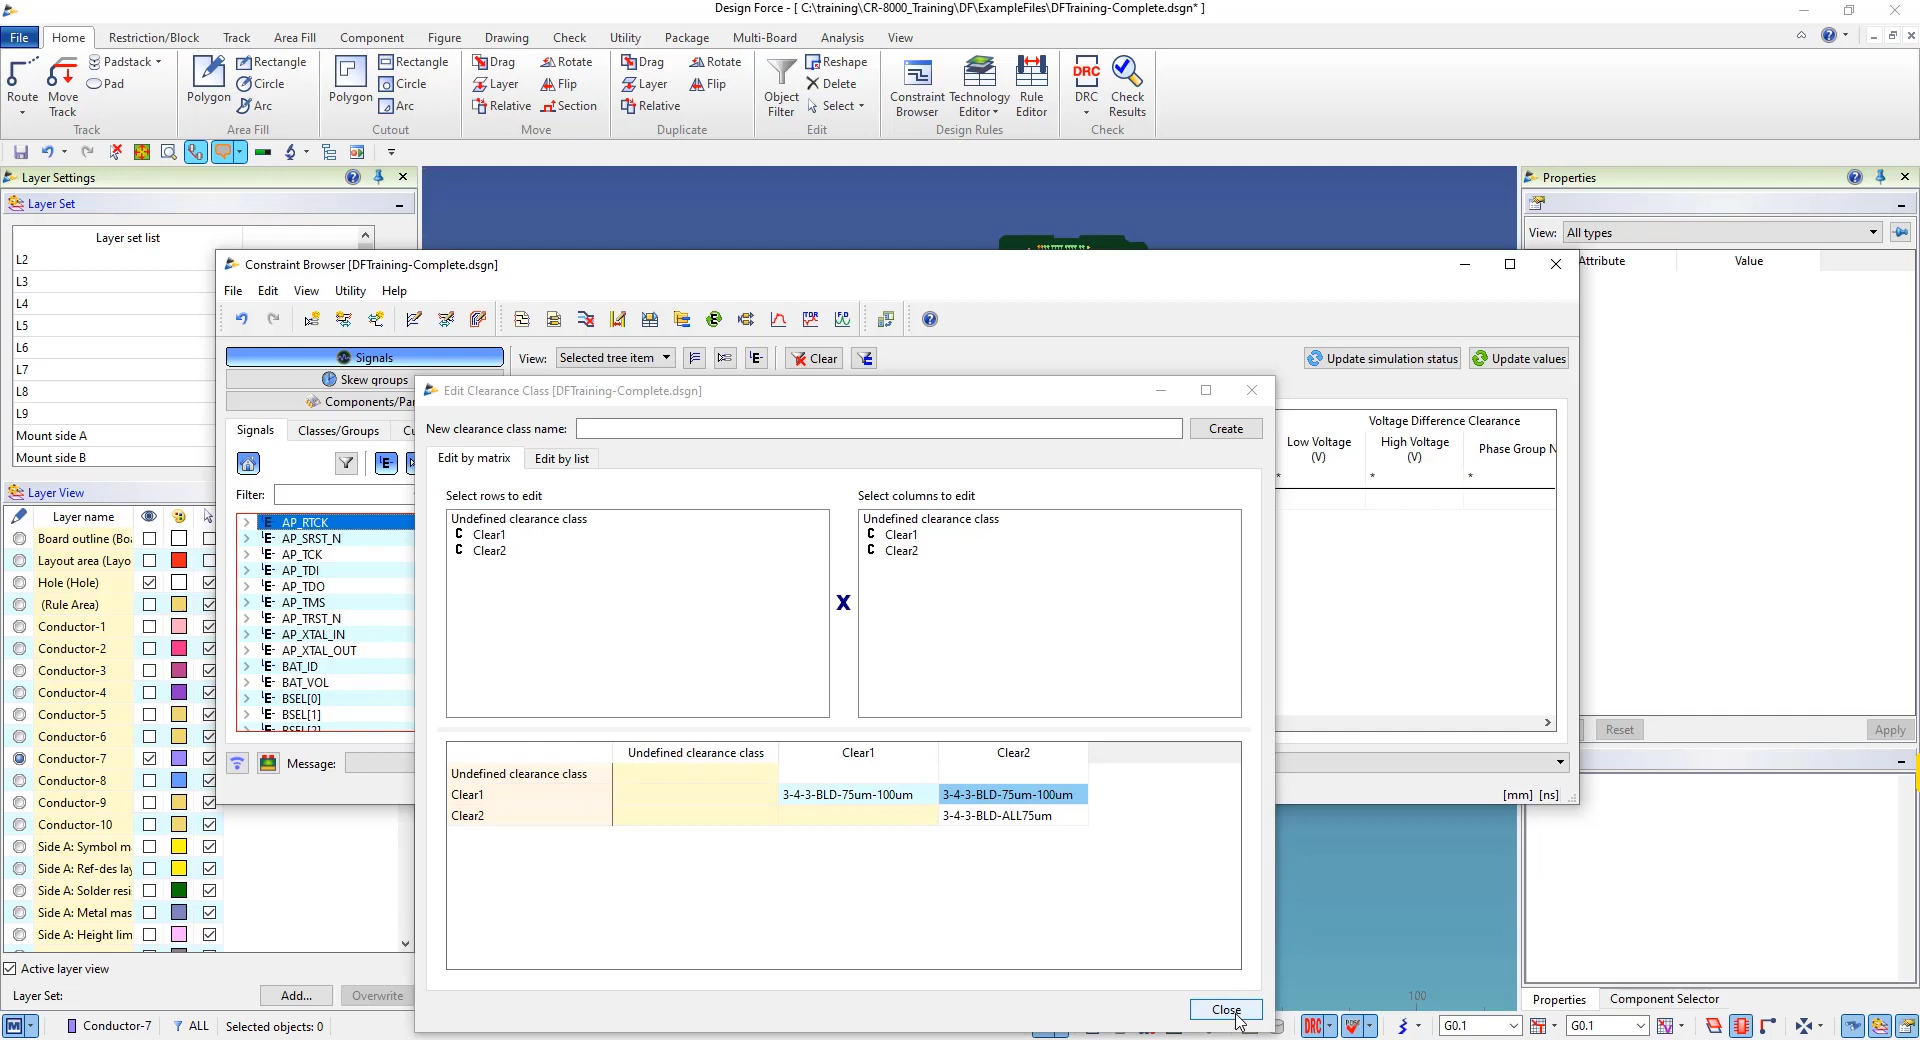 Design Force - [ C:\training\CR-8000_Training\DF\ExampleFiles\DFTraining-Complete.dsgn* ]
File Home Restriction/Block Track Area Fill Component Figure Drawing Check Utility Package Multi-Board Analysis View
Padstack Rectangle Rectangle Drag Rotate Drag Rotate Reshape
Pad Circle Circle Layer Flip Layer Flip Delete
Route Move Track Polygon Arc Polygon Arc Relative Section Relative Object Filter Select Constraint Browser Technology Editor Rule Editor DRC DRC Check Results
Track Area Fill Cutout Move Duplicate Edit Design Rules Check
Layer Settings
Layer Set
Layer set list
L2
L3
L4
L5
L6
L7
L8
L9
Mount side A
Mount side B
Layer View
Layer name
Board outline (Boa
Layout area (Layo
Hole (Hole)
(Rule Area)
Conductor-1
Conductor-2
Conductor-3
Conductor-4
Conductor-5
Conductor-6
Conductor-7
Conductor-8
Conductor-9
Conductor-10
Side A: Symbol m
Side A: Ref-des la
Side A: Solder resi
Side A: Metal mas
Side A: Height lim
Active layer view
Layer Set: Add... Overwrite
Constraint Browser [DFTraining-Complete.dsgn]
File Edit View Utility Help
TDR F,D
Signals
View: Selected tree item E Clear Update simulation status Update values
Skew groups
Components/Par
Signals Classes/Groups Cu
E
Filter:
E AP_RTCK
E AP_SRST_N
E AP_TCK
E AP_TDI
E AP_TDO
E AP_TMS
E AP_TRST_N
E AP_XTAL_IN
E AP_XTAL_OUT
E BAT_ID
E BAT_VOL
E BSEL[0]
E BSEL[1]
E BSEL[2]
Message:
Voltage Difference Clearance
Low Voltage (V) High Voltage (V) Phase Group N
* * *
[mm] [ns]
Edit Clearance Class [DFTraining-Complete.dsgn]
New clearance class name: Create
Edit by matrix Edit by list
Select rows to edit Select columns to edit
Undefined clearance class Undefined clearance class
C Clear1 C Clear1
C Clear2 C Clear2
X
Undefined clearance class Clear1 Clear2
Undefined clearance class
Clear1 3-4-3-BLD-75um-100um 3-4-3-BLD-75um-100um
Clear2 3-4-3-BLD-ALL75um
Close
Properties
View: All types
Attribute Value
Reset Apply
Properties Component Selector
100
M Conductor-7 ALL Selected objects: 0 DRC G0.1 G0.1